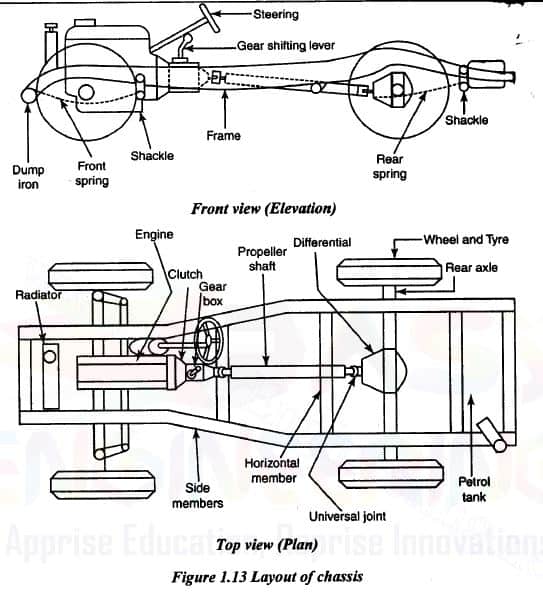 Steering
Gear shifting lever
Shackle
Frame
Shackle
Rear
spring
Dump
iron
Front
spring
Front view (Elevation)
Engine
Differential
Wheel and Tyre
Propeller
shaft
Rear axle
Clutch
Gear
box
Radiator
Horizontal
member
Side
members
Petrol
tank
Universal joint
Apprise Education, Reprise Innovations
Top view (Plan)
Figure 1.13 Layout of chassis